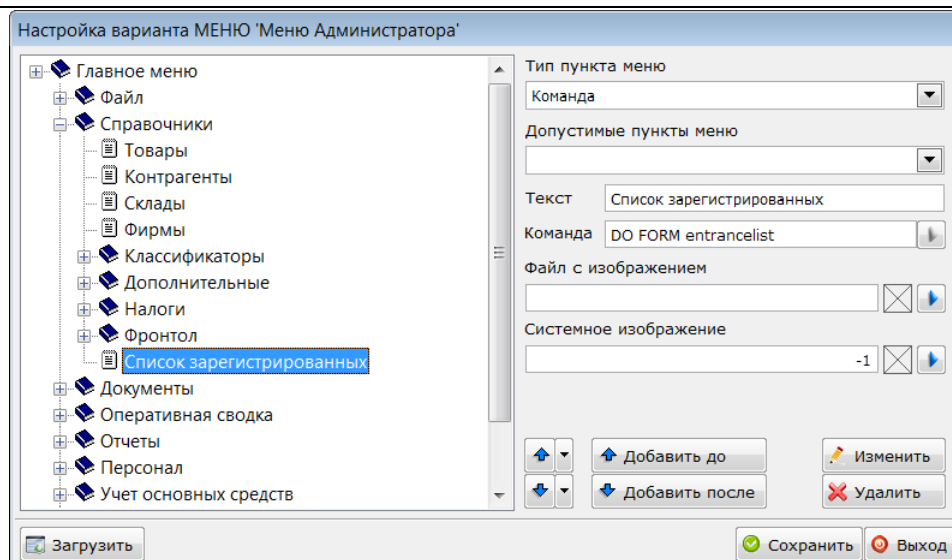 Настройка варианта МЕНЮ 'Меню Администратора'
Главное меню
Файл
Справочники
Товары
Контрагенты
Склады
Фирмы
Классификаторы
Дополнительные
Налоги
Фронтол
Список зарегистрированных
Документы
Оперативная сводка
Отчеты
Персонал
Учет основных средств
Тип пункта меню
Команда
Допустимые пункты меню
Текст Список зарегистрированных
Команда DO FORM entrancelist
Файл с изображением
Системное изображение
-1
Добавить до Изменить
Добавить после Удалить
Загрузить Сохранить Выход